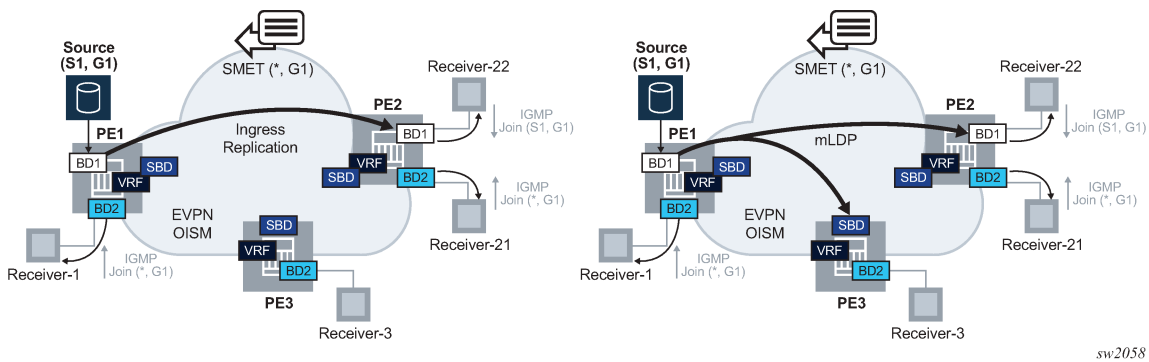 Source
(S1, G1)
SMET (*, G1)
PE1
BD1
SBD
VRF
BD2
Ingress
Replication
EVPN
OISM
PE2
BD1
VRF
SBD
BD2
Receiver-22
IGMP
Join (S1, G1)
IGMP
Join (*, G1)
Receiver-21
Receiver-1
IGMP
Join (*, G1)
SBD
VRF
BD2
PE3
Receiver-3
Source
(S1, G1)
SMET (*, G1)
PE1
BD1
SBD
VRF
BD2
mLDP
EVPN
OISM
PE2
BD1
VRF
SBD
BD2
Receiver-22
IGMP
Join (S1, G1)
IGMP
Join (*, G1)
Receiver-21
Receiver-1
IGMP
Join (*, G1)
SBD
VRF
BD2
PE3
Receiver-3
sw2058